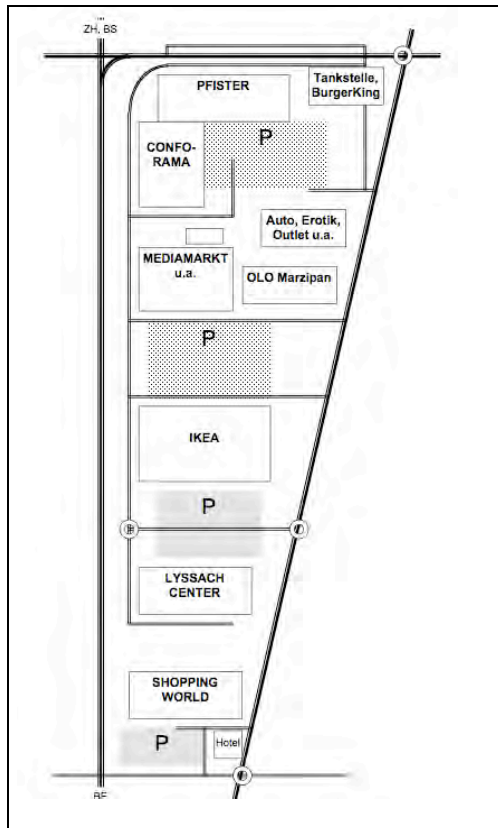 ZH, BS
PFISTER
Tankstelle,
BurgerKing
P
CONFO-
RAMA
Auto, Erotik,
Outlet u.a.
MEDIAMARKT
u.a.
OLO Marzipan
P
IKEA
P
LYSSACH
CENTER
SHOPPING
WORLD
P
Hotel
BE